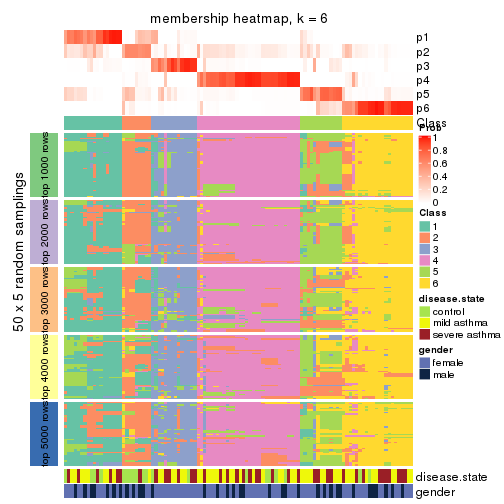 membership heatmap, k = 6
p1
p2
p3
p4
p5
p6
Class
Prob
1
0.8
0.6
0.4
0.2
0
Class
1
2
3
4
5
6
disease.state
control
mild asthma
severe asthma
gender
female
male
50 x 5 random samplings
top 1000 rows
top 2000 rows
top 3000 rows
top 4000 rows
top 5000 rows
disease.state
gender